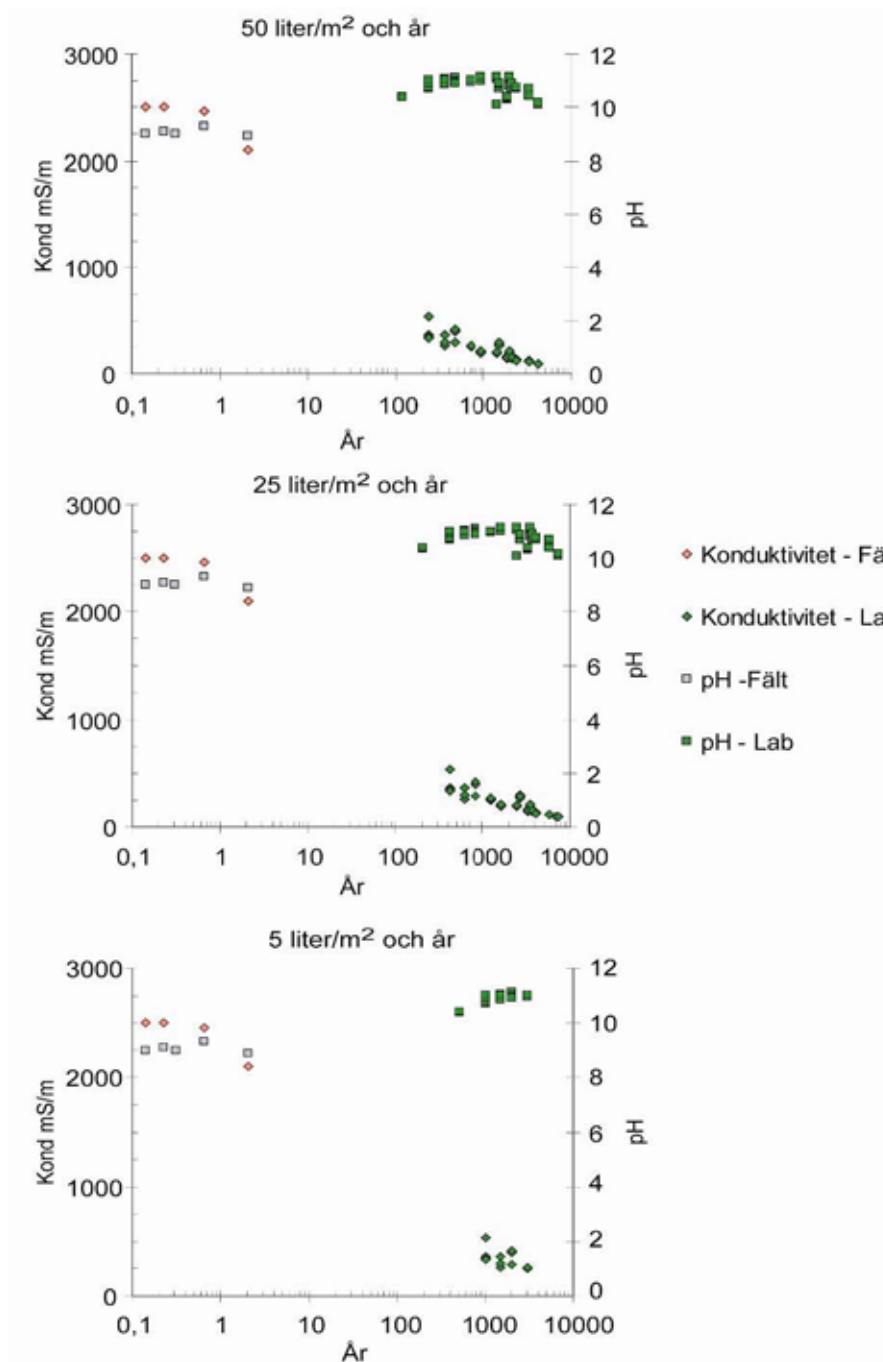 50 liter/m² och år
3000
2000
1000
0
Kond mS/m
12
10
8
6
4
2
0
pH
0,1 1 10 100 1000 10000
År
25 liter/m² och år
3000
2000
1000
0
Kond mS/m
12
10
8
6
4
2
0
pH
0,1 1 10 100 1000 10000
År
Konduktivitet - Fä
Konduktivitet - La
pH -Fält
pH - Lab
5 liter/m² och år
3000
2000
1000
0
Kond mS/m
12
10
8
6
4
2
0
pH
0,1 1 10 100 1000 10000
År